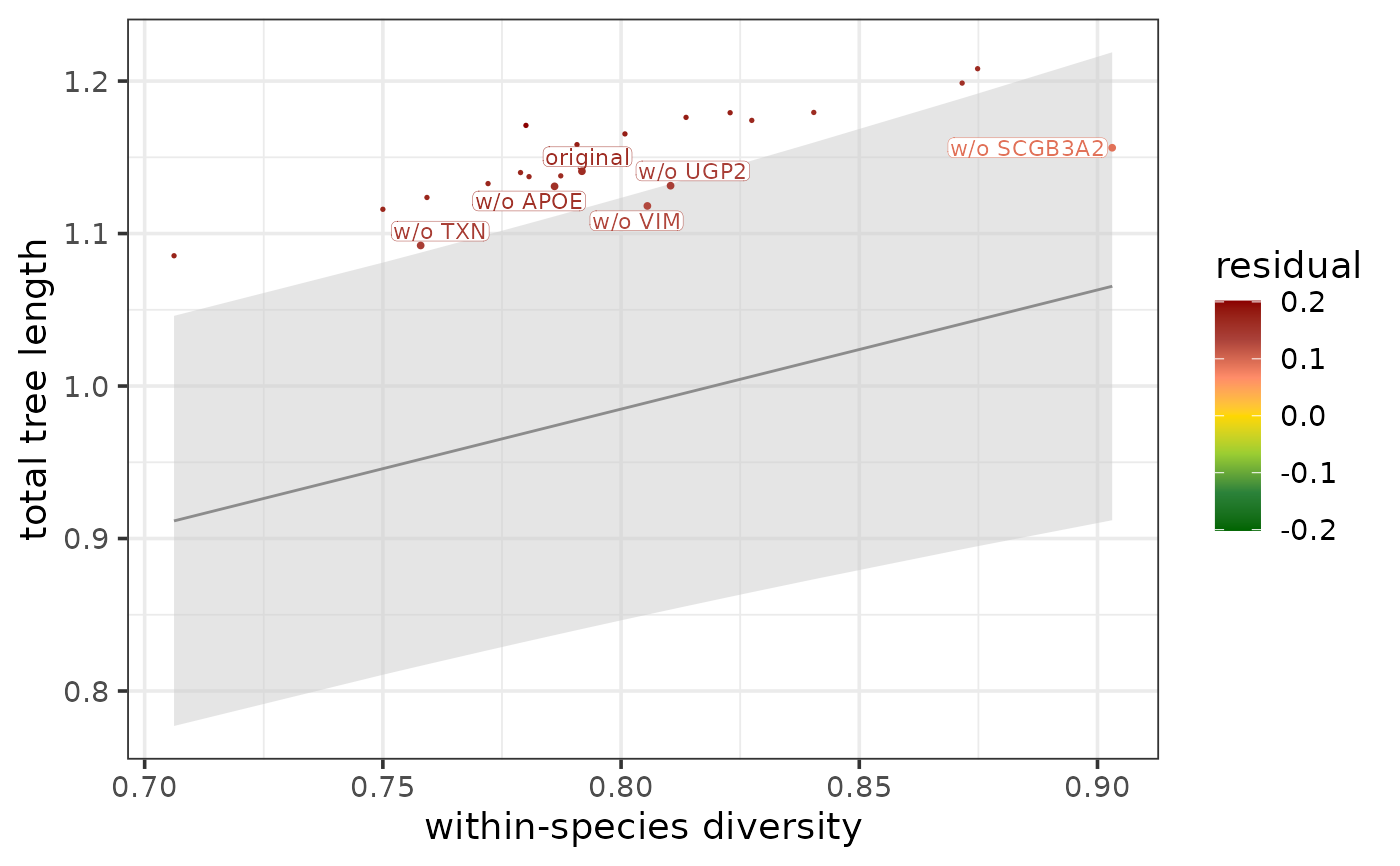 1.2
1.1
1.0
0.9
0.8
total tree length
original
w/o UGP2
w/o SCGB3A2
w/o APOE
w/o VIM
w/o TXN
0.70
0.75
0.80
0.85
0.90
within-species diversity
residual
0.2
0.1
0.0
-0.1
-0.2